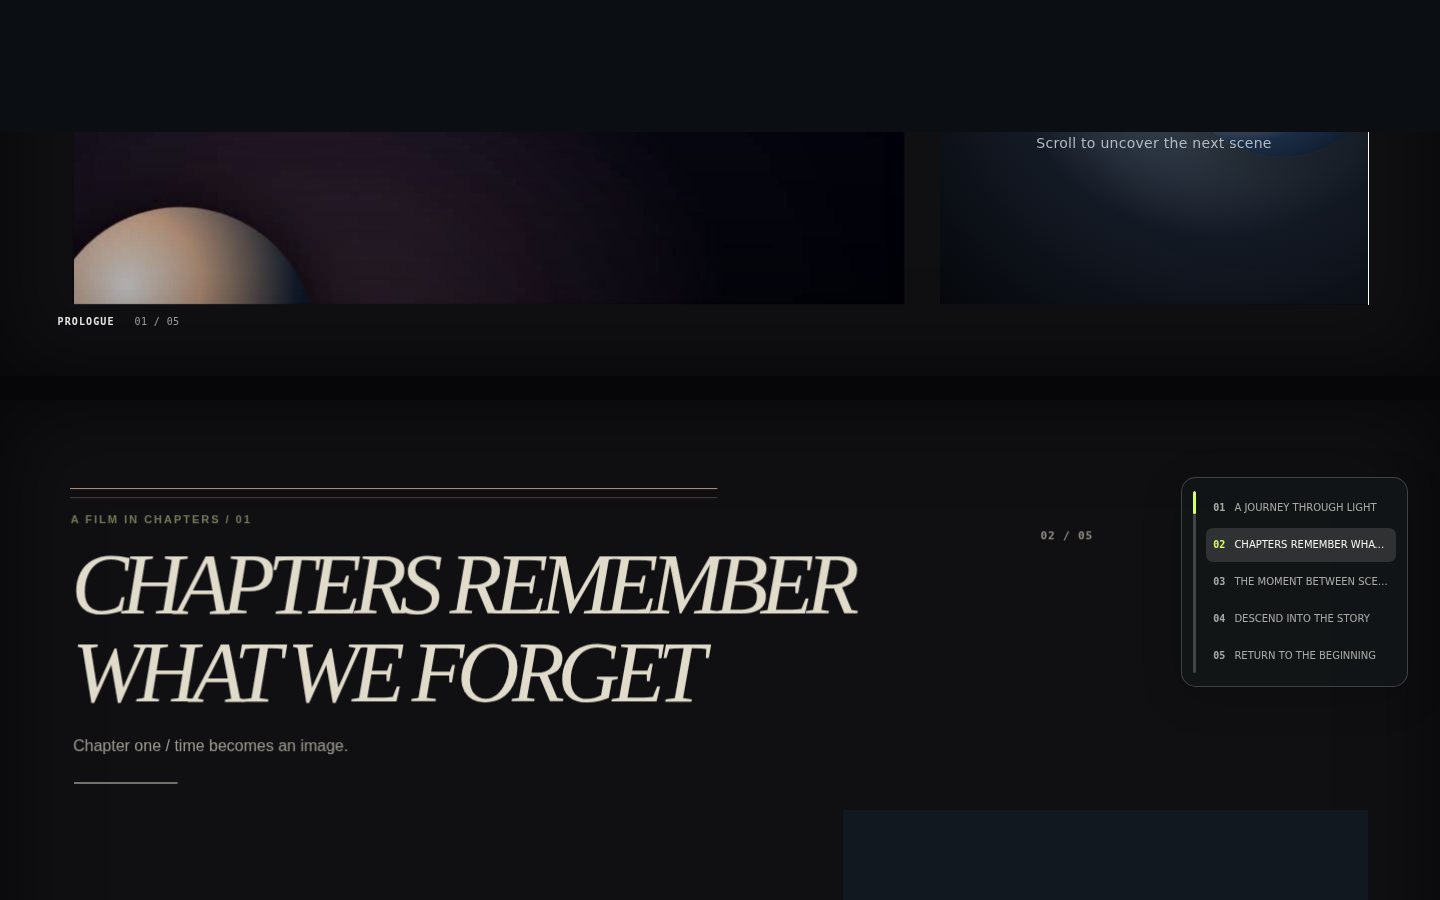 Scroll to uncover the next scene
PROLOGUE 01 / 05
A FILM IN CHAPTERS / 01
02 / 05
CHAPTERS REMEMBER
WHAT WE FORGET
Chapter one / time becomes an image.
01 A JOURNEY THROUGH LIGHT
02 CHAPTERS REMEMBER WHA...
03 THE MOMENT BETWEEN SCE...
04 DESCEND INTO THE STORY
05 RETURN TO THE BEGINNING